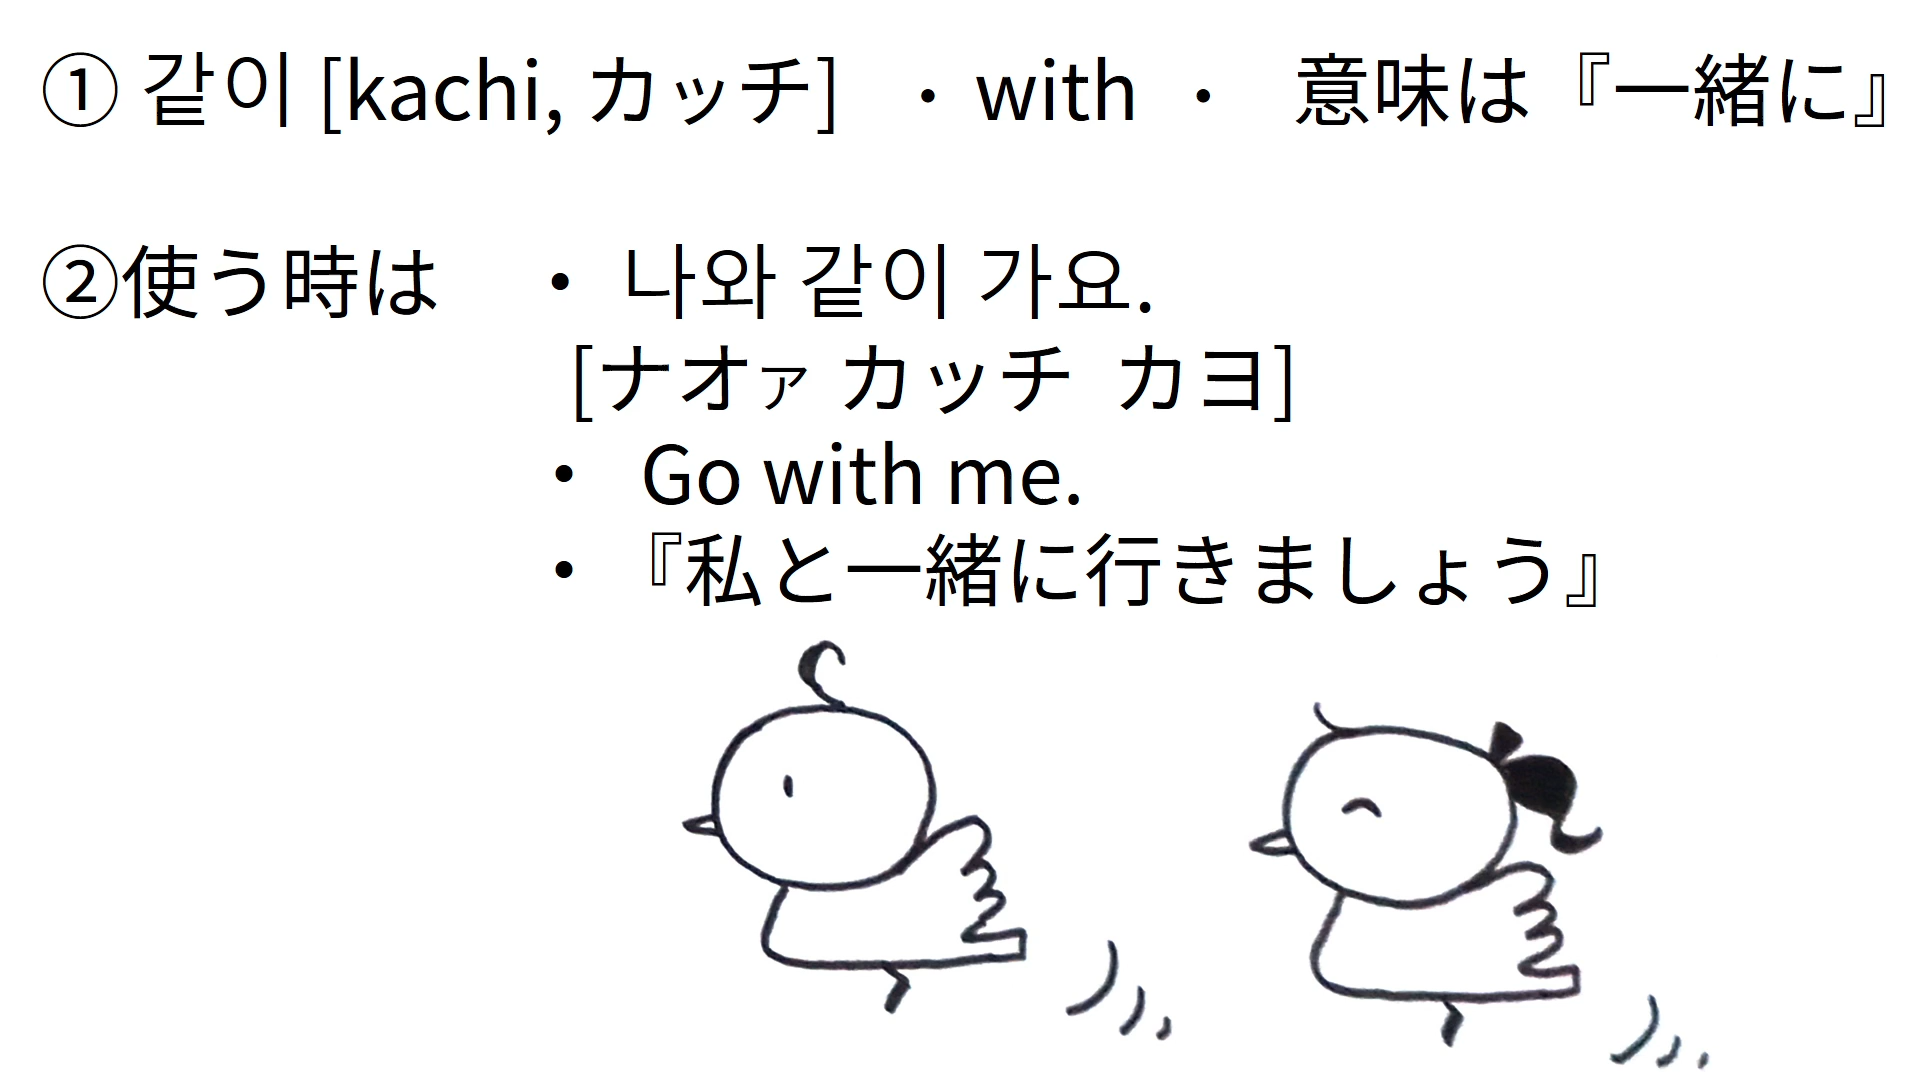 ① 같이 [kachi, カッチ] ・with ・ 意味は『一緒に』
②使う時は ・ 나와 같이 가요.
[ナオァ カッチ カヨ]
・ Go with me.
・ 『私と一緒に行きましょう』